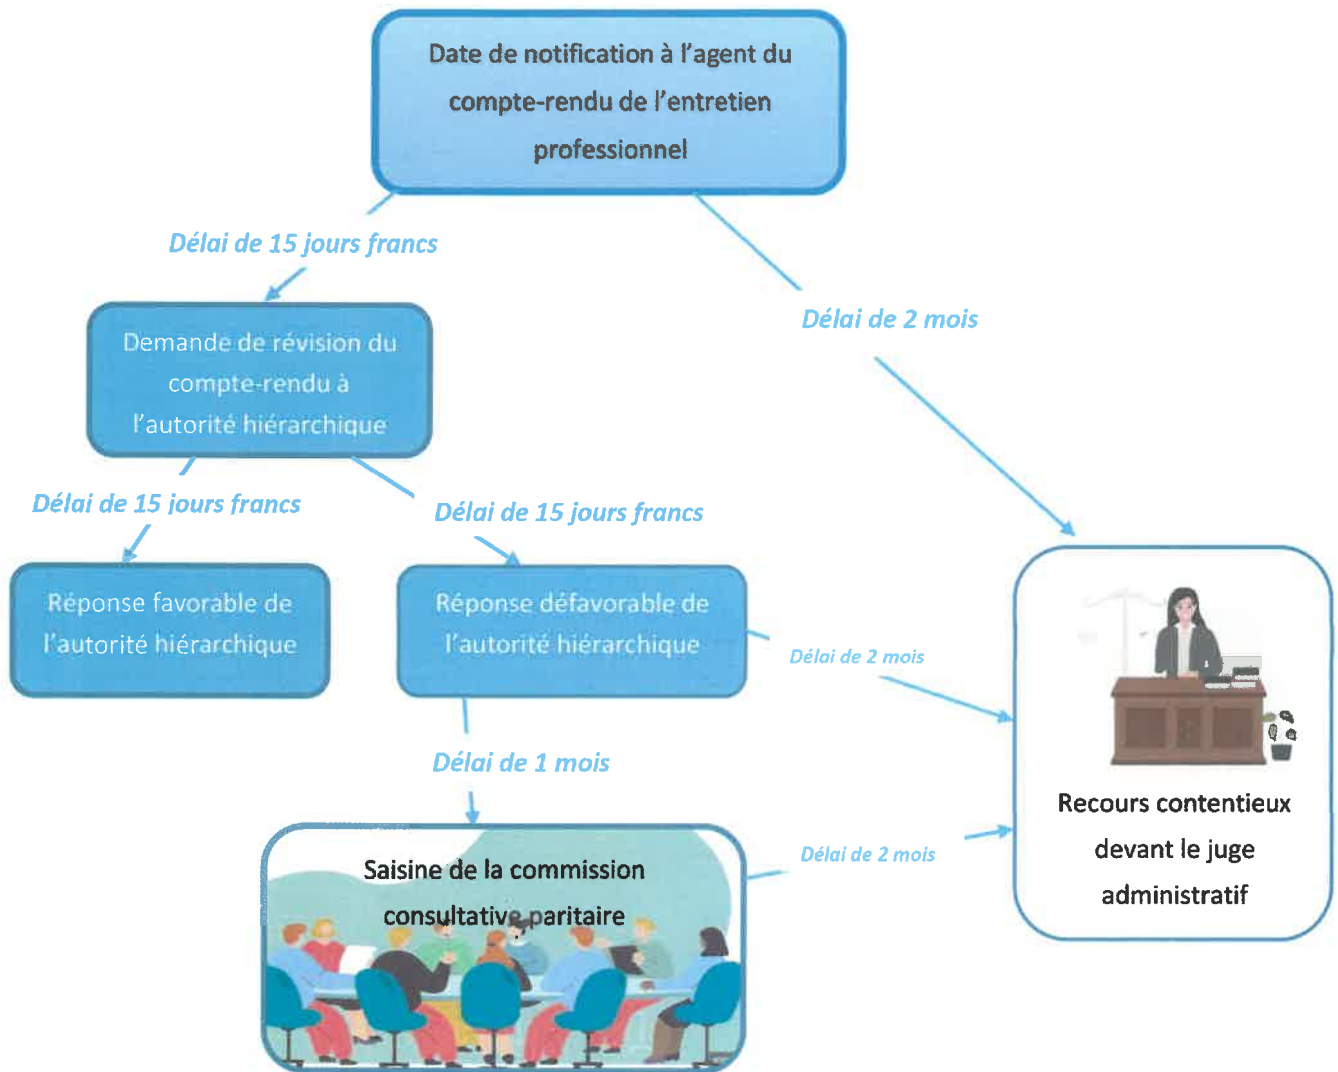 Date de notification à l'agent du
compte-rendu de l'entretien
professionnel
Délai de 15 jours francs
Délai de 2 mois
Demande de révision du
compte-rendu à
l'autorité hiérarchique
Délai de 15 jours francs
Délai de 15 jours francs
Réponse favorable de
l'autorité hiérarchique
Réponse défavorable de
l'autorité hiérarchique
Délai de 2 mois
Délai de 1 mois
Recours contentieux
devant le juge
administratif
Délai de 2 mois
Saisine de la commission
consultative paritaire